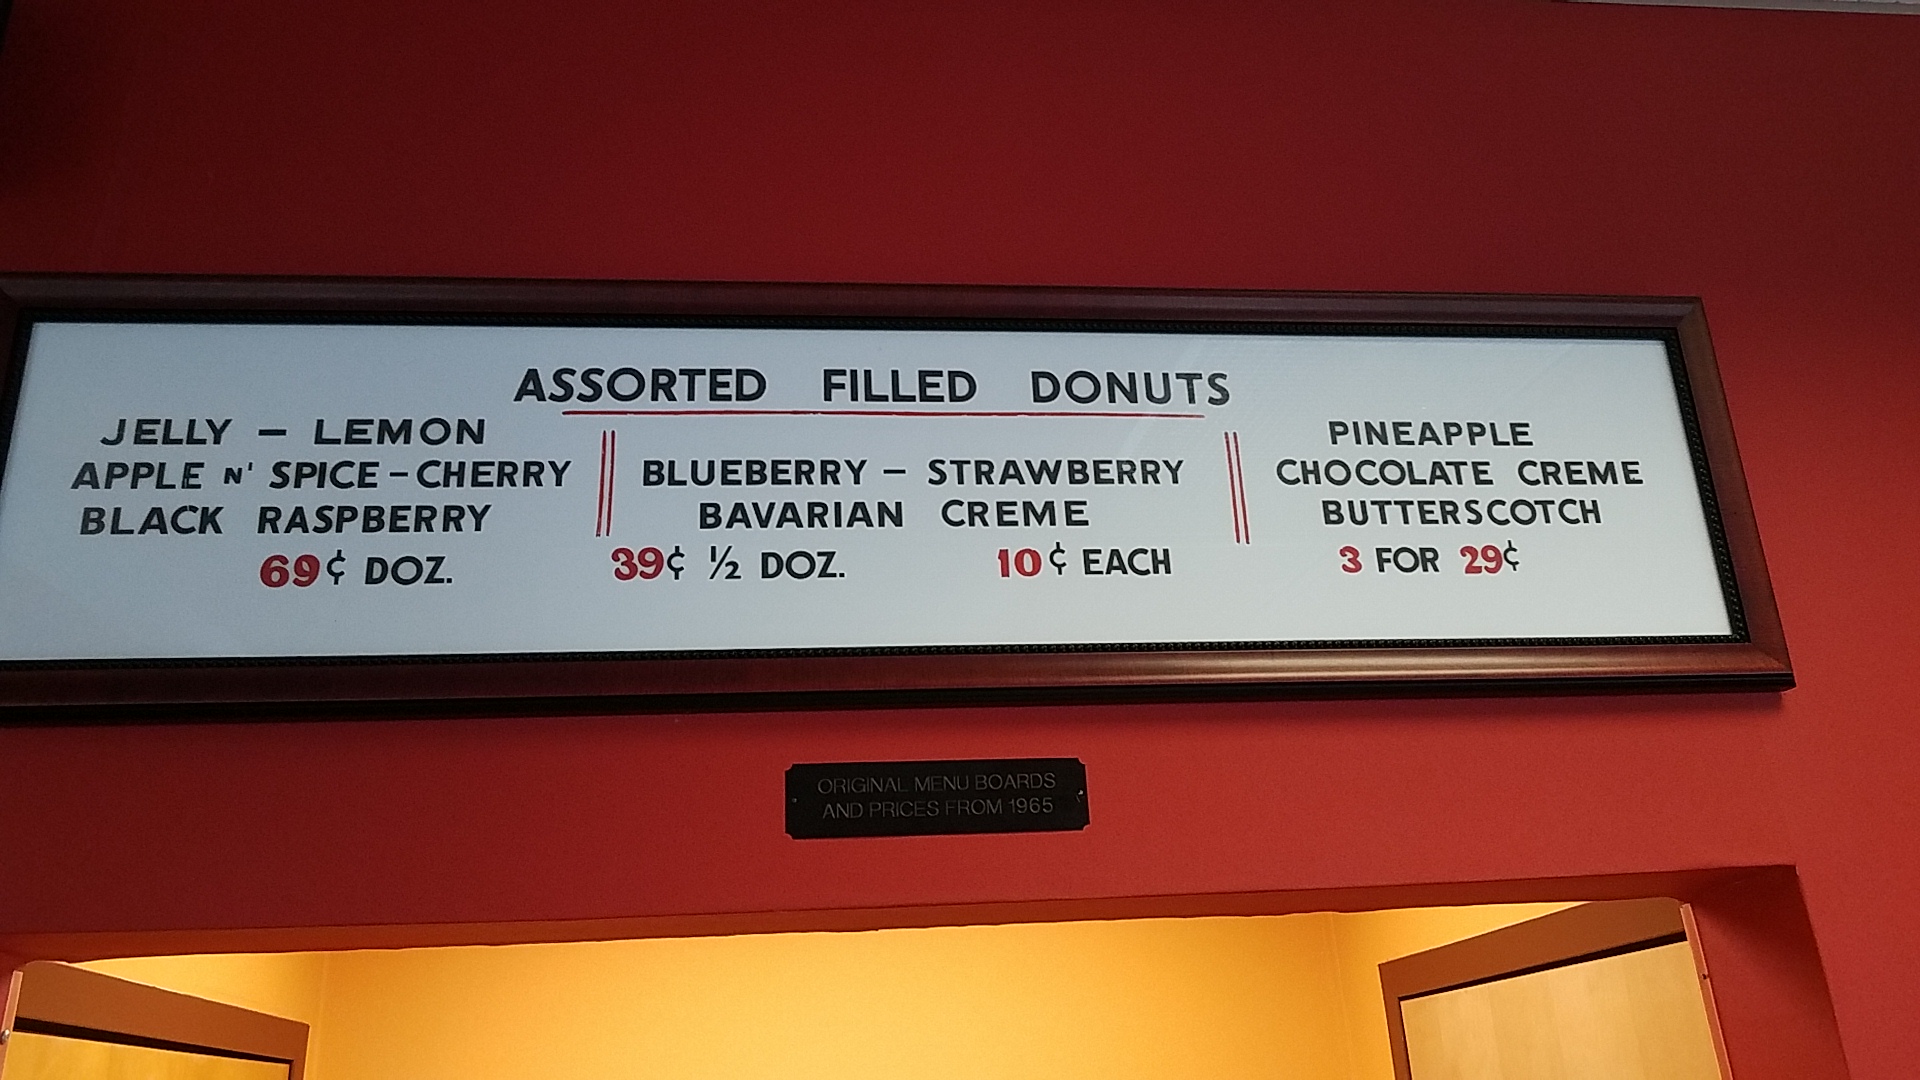 ASSORTED FILLED DONUTS
JELLY – LEMON
APPLE N' SPICE – CHERRY
BLACK RASPBERRY
BLUEBERRY – STRAWBERRY
BAVARIAN CREME
PINEAPPLE
CHOCOLATE CREME
BUTTERSCOTCH
69¢ DOZ. 39¢ ½ DOZ. 10¢ EACH 3 FOR 29¢
ORIGINAL MENU BOARDS
AND PRICES FROM 1965